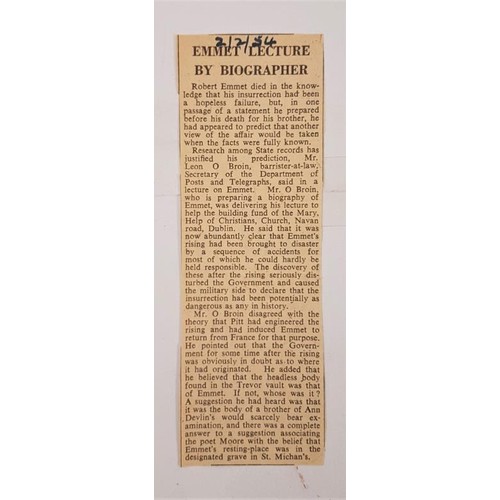 2/7/54
EMMET LECTURE
BY BIOGRAPHER
Robert Emmet died in the know-
ledge that his insurrection had been
a hopeless failure, but, in one
passage of a statement he prepared
before his death for his brother, he
had appeared to predict that another
view of the affair would be taken
when the facts were fully known.
Research among State records has
justified his prediction, Mr.
Leon O Broin, barrister-at-law,
Secretary of the Department of
Posts and Telegraphs, said in a
lecture on Emmet. Mr. O Broin,
who is preparing a biography of
Emmet, was delivering his lecture to
help the building fund of the Mary,
Help of Christians, Church, Navan
road, Dublin. He said that it was
now abundantly clear that Emmet's
rising had been brought to disaster
by a sequence of accidents for
most of which he could hardly be
held responsible. The discovery of
these after the rising seriously dis-
turbed the Government and caused
the military side to declare that the
insurrection had been potentially as
dangerous as any in history.
Mr. O Broin disagreed with the
theory that Pitt had engineered the
rising and had induced Emmet to
return from France for that purpose.
He pointed out that the Govern-
ment for some time after the rising
was obviously in doubt as to where
it had originated. He added that
he believed that the headless body
found in the Trevor vault was that
of Emmet. If not, whose was it?
A suggestion he had heard was that
it was the body of a brother of Ann
Devlin's would scarcely bear ex-
amination, and there was a complete
answer to a suggestion associating
the poet Moore with the belief that
Emmet's resting-place was in the
designated grave in St. Michan's.